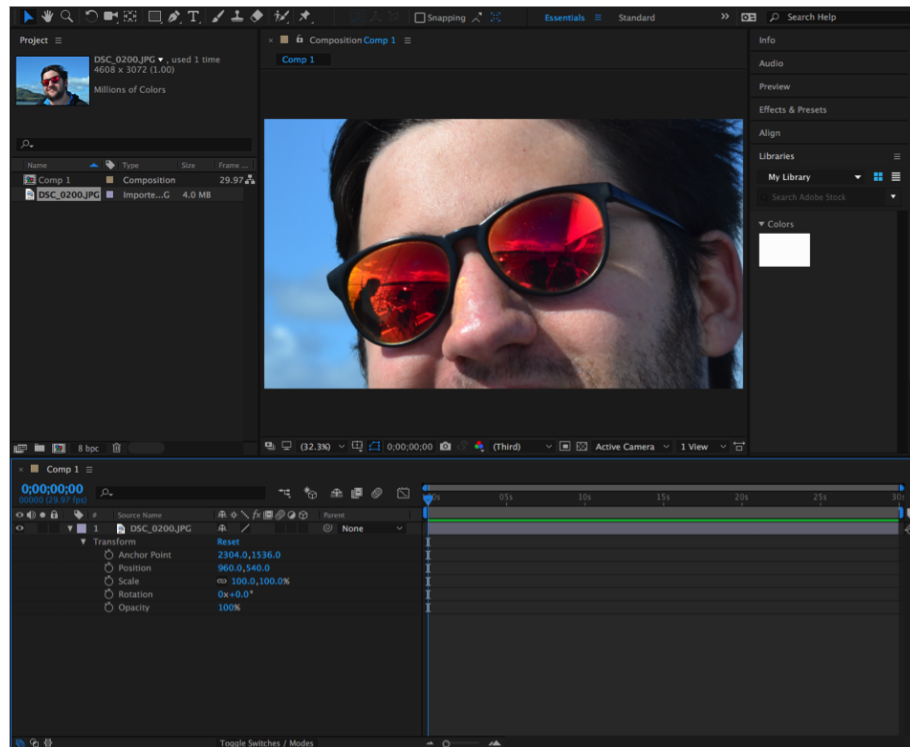 Snapping
Essentials
Standard
Search Help
Project
DSC_0200.JPG , used 1 time
4608 x 3072 (1.00)
Millions of Colors
Name Type Size Frame ...
Comp 1 Composition 29.97
DSC_0200.JPG Importe...G 4.0 MB
8 bpc
Composition Comp 1
Comp 1
(32.3%) 0;00;00;00 (Third) Active Camera 1 View
Info
Audio
Preview
Effects & Presets
Align
Libraries
My Library
Search Adobe Stock
Colors
Comp 1
0;00;00;00
00000 (29.97 fps)
05s 10s 15s 20s 25s 30s
# Source Name Parent
1 DSC_0200.JPG None
Transform Reset
Anchor Point 2304.0,1536.0
Position 960.0,540.0
Scale 100.0,100.0%
Rotation 0x+0.0°
Opacity 100%
Toggle Switches / Modes